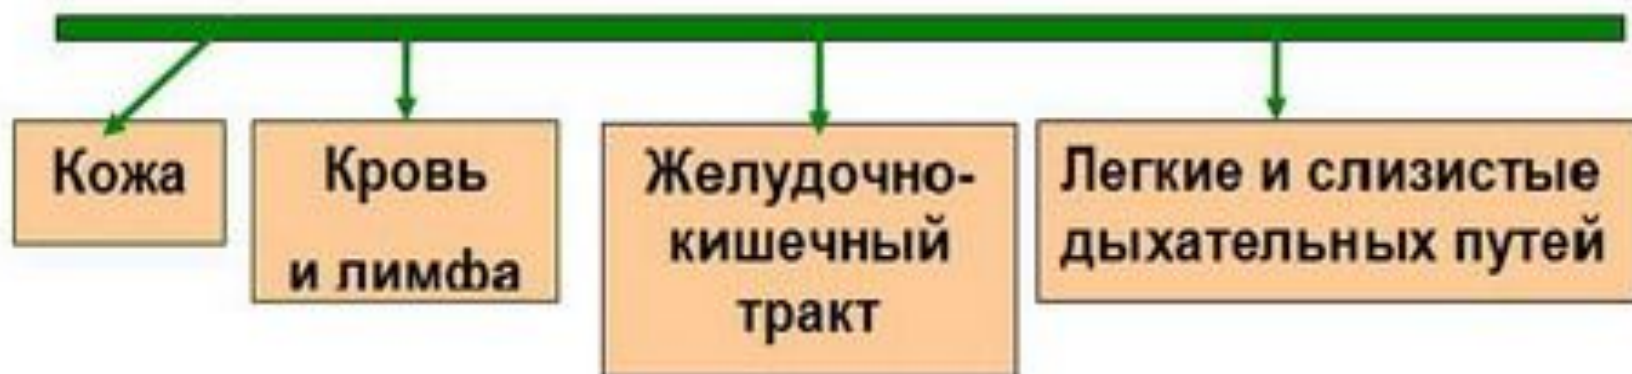 Кожа
Кровь
и лимфа
Желудочно-
кишечный
тракт
Легкие и слизистые
дыхательных путей